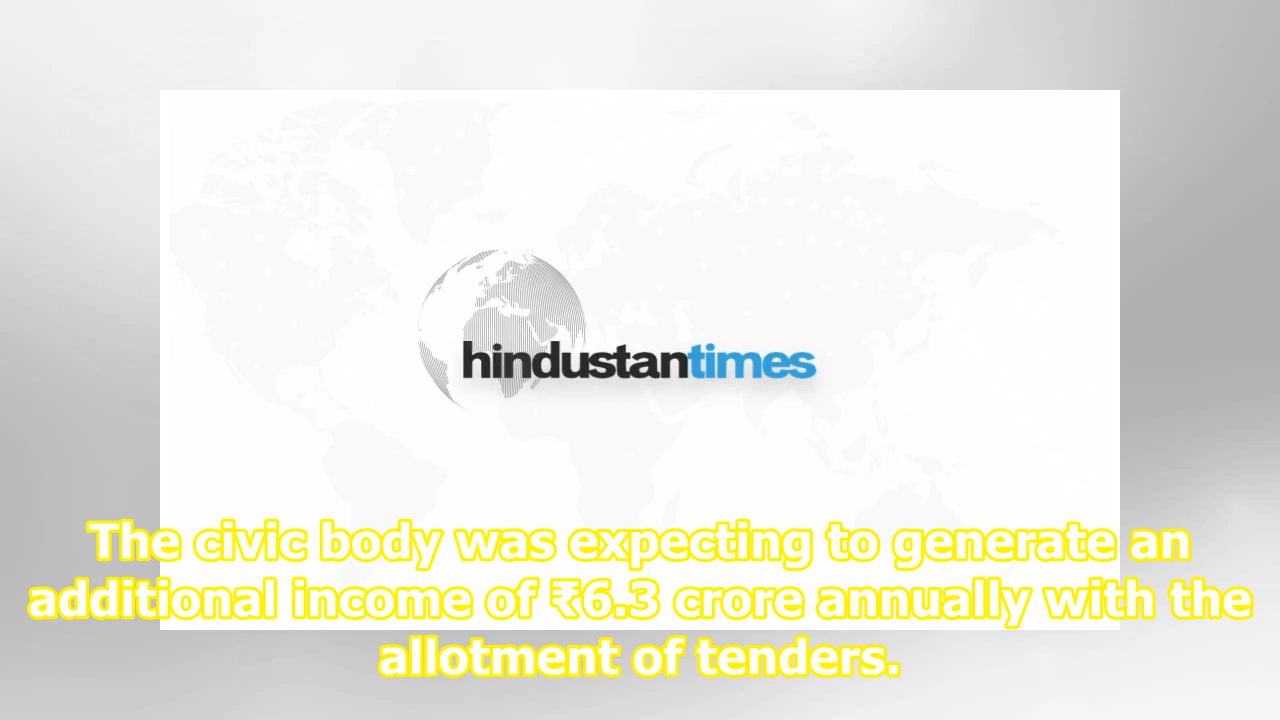 hindustantimes
The civic body was expecting to generate an
additional income of ₹6.3 crore annually with the
allotment of tenders.